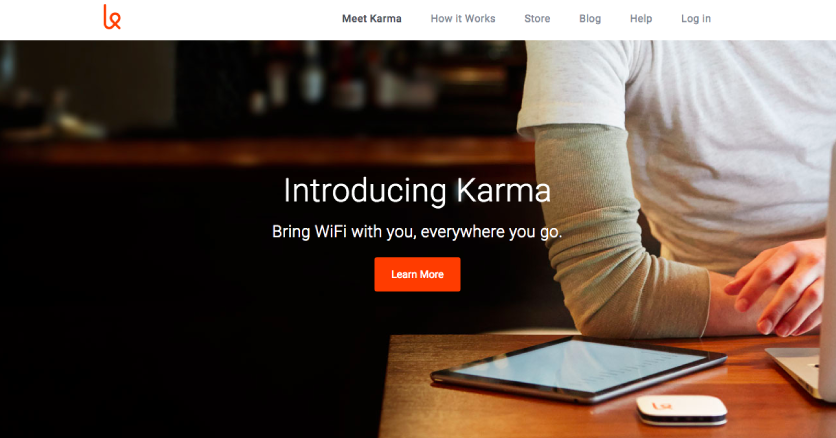 Meet Karma How it Works Store Blog Help Log in
Introducing Karma
Bring WiFi with you, everywhere you go.
Learn More